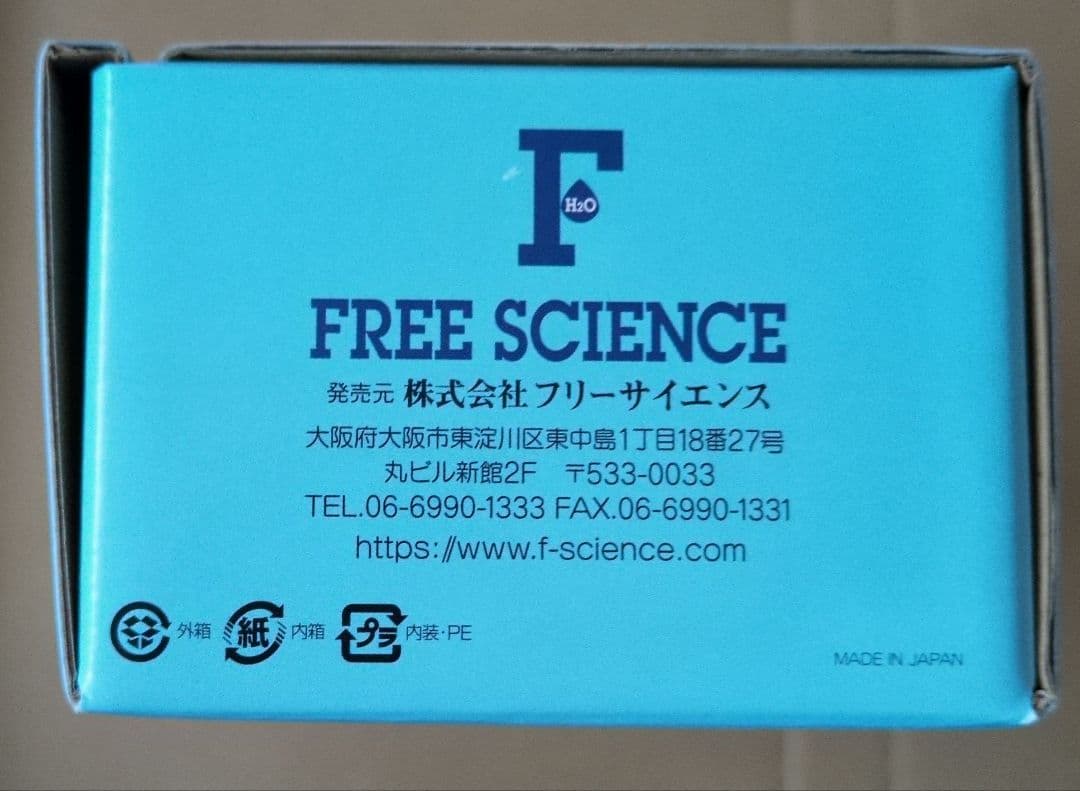 F
H2O
FREE SCIENCE
発売元 株式会社フリーサイエンス
大阪府大阪市東淀川区東中島1丁目18番27号
丸ビル新館2F 〒533-0033
TEL.06-6990-1333 FAX.06-6990-1331
https://www.f-science.com
外箱 紙 内箱 プラ 内装・PE
MADE IN JAPAN